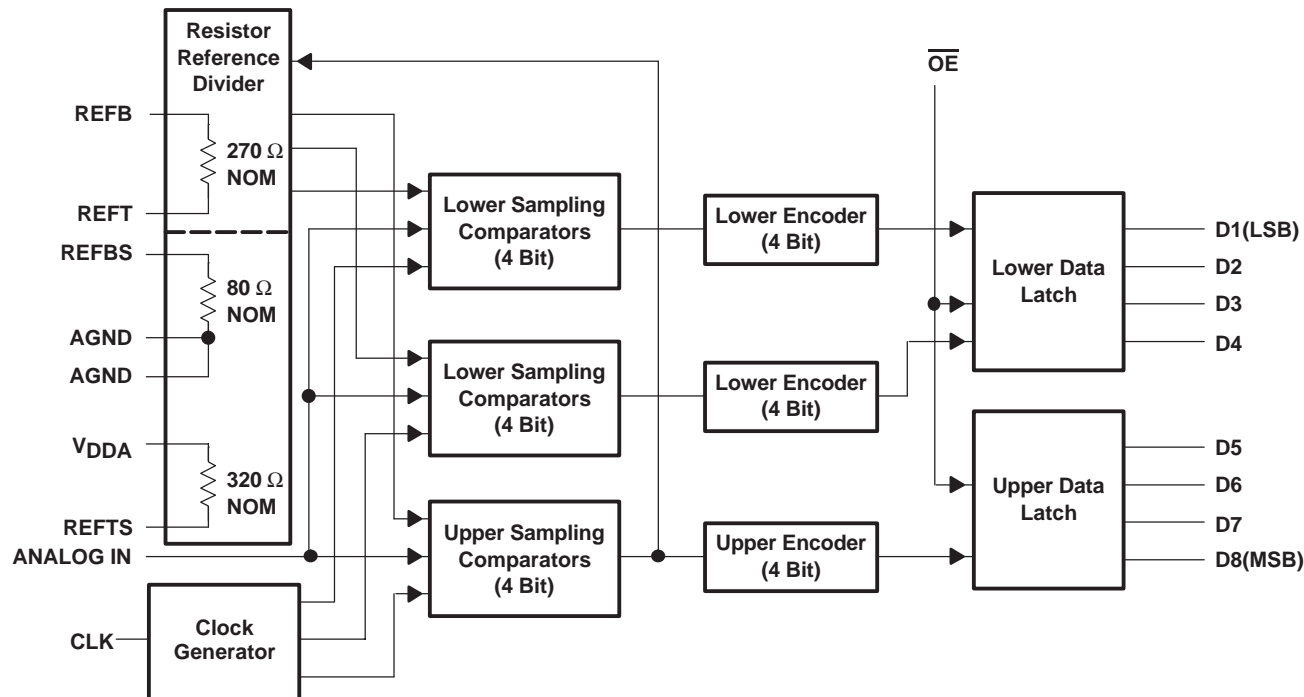 Resistor
Reference
Divider
OE
REFB
270 Ω
NOM
REFT
REFBS
80 Ω
NOM
AGND
AGND
VDDA
320 Ω
NOM
REFTS
ANALOG IN
CLK
Clock
Generator
Lower Sampling
Comparators
(4 Bit)
Lower Encoder
(4 Bit)
Lower Data
Latch
D1(LSB)
D2
D3
D4
Lower Sampling
Comparators
(4 Bit)
Lower Encoder
(4 Bit)
Upper Sampling
Comparators
(4 Bit)
Upper Encoder
(4 Bit)
Upper Data
Latch
D5
D6
D7
D8(MSB)